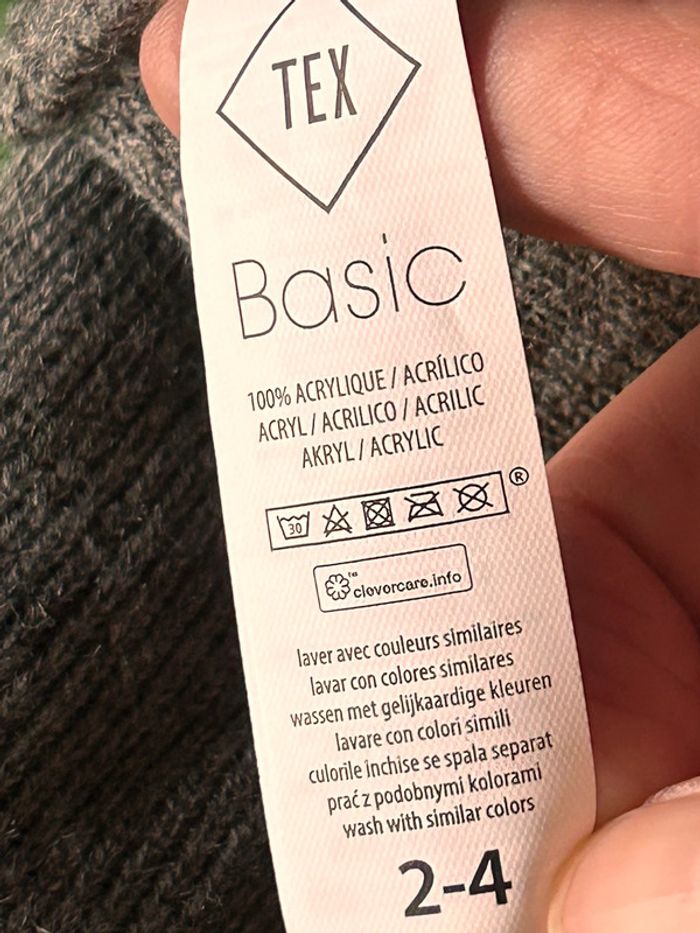 TEX
Basic
100% ACRYLIQUE / ACRÍLICO
ACRYL / ACRILICO / ACRILIC
AKRYL / ACRYLIC
30
®
clevercare.info
laver avec couleurs similaires
lavar con colores similares
wassen met gelijkaardige kleuren
lavare con colori simili
culorile închise se spala separat
prać z podobnymi kolorami
wash with similar colors
2-4